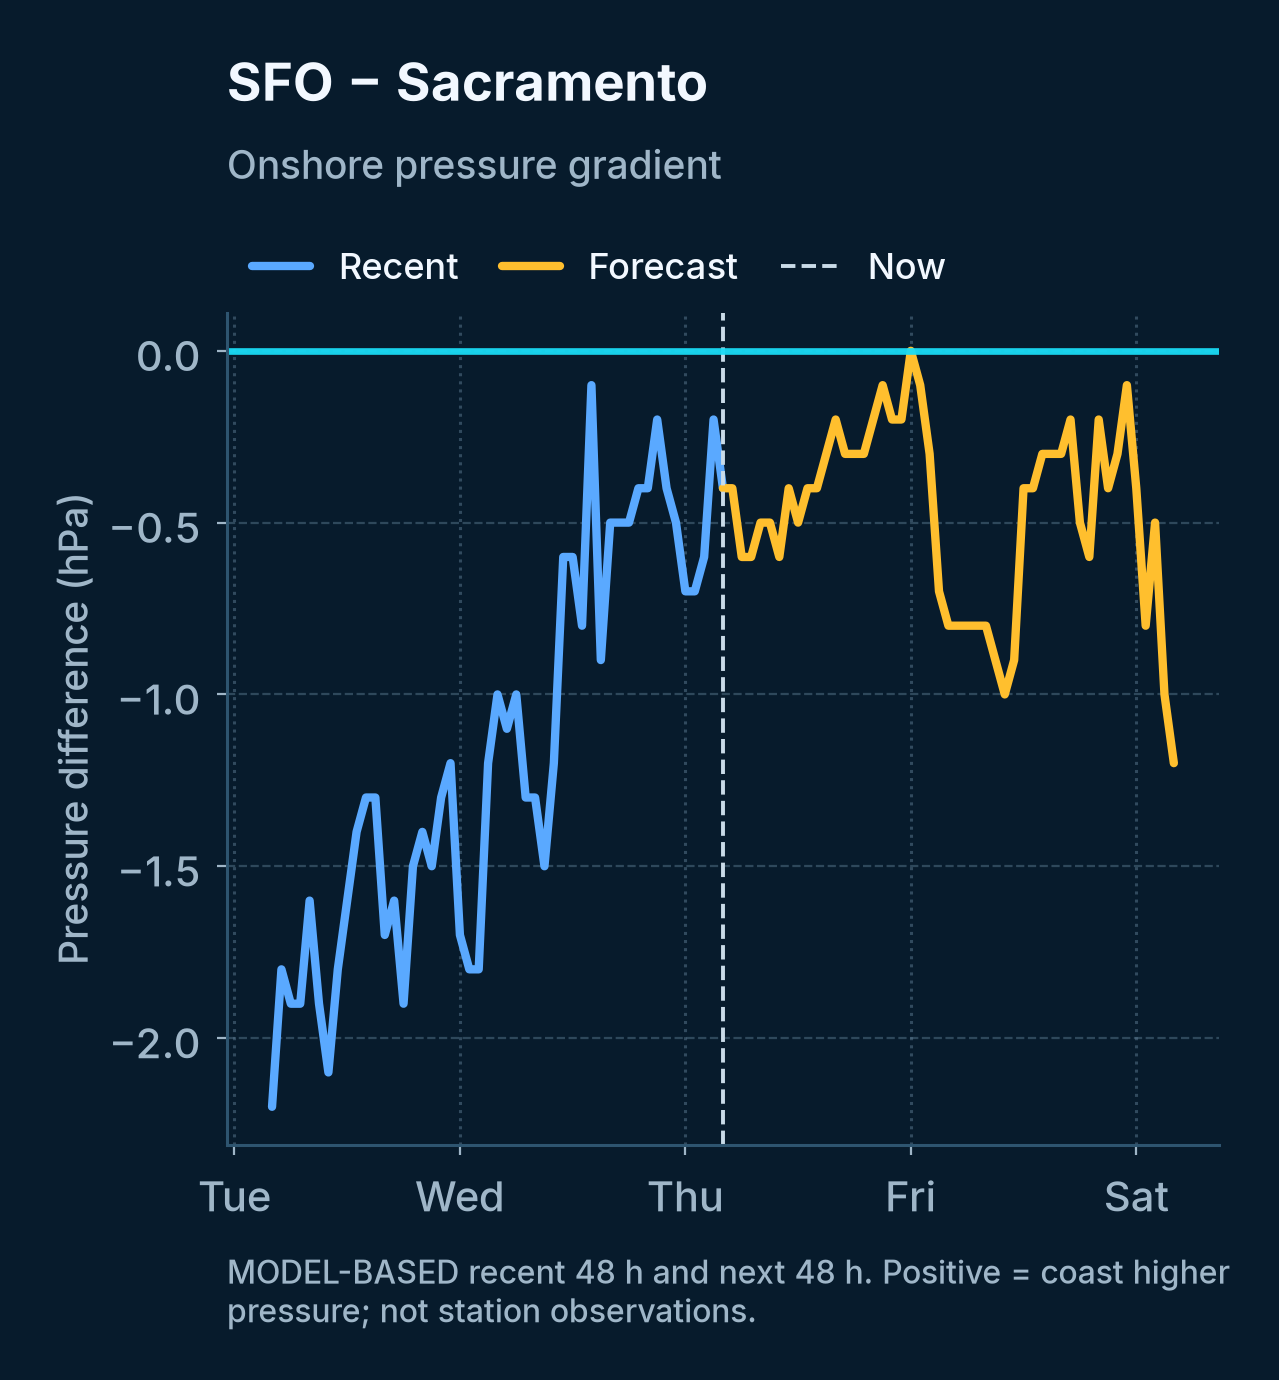 SFO − Sacramento
Onshore pressure gradient
Recent Forecast Now
Pressure difference (hPa)
0.0
−0.5
−1.0
−1.5
−2.0
Tue Wed Thu Fri Sat
MODEL-BASED recent 48 h and next 48 h. Positive = coast higher
pressure; not station observations.